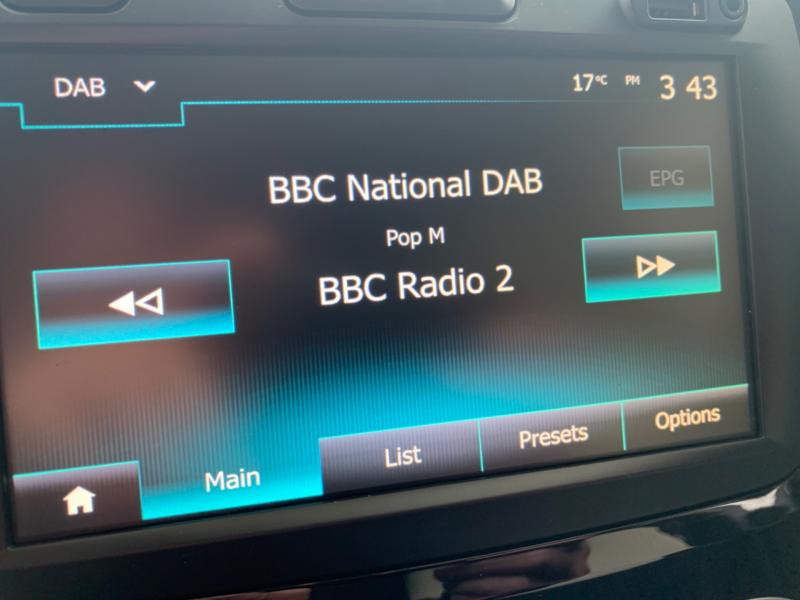 DAB
17°C PM 3 43
BBC National DAB
EPG
Pop M
BBC Radio 2
Main
List
Presets
Options